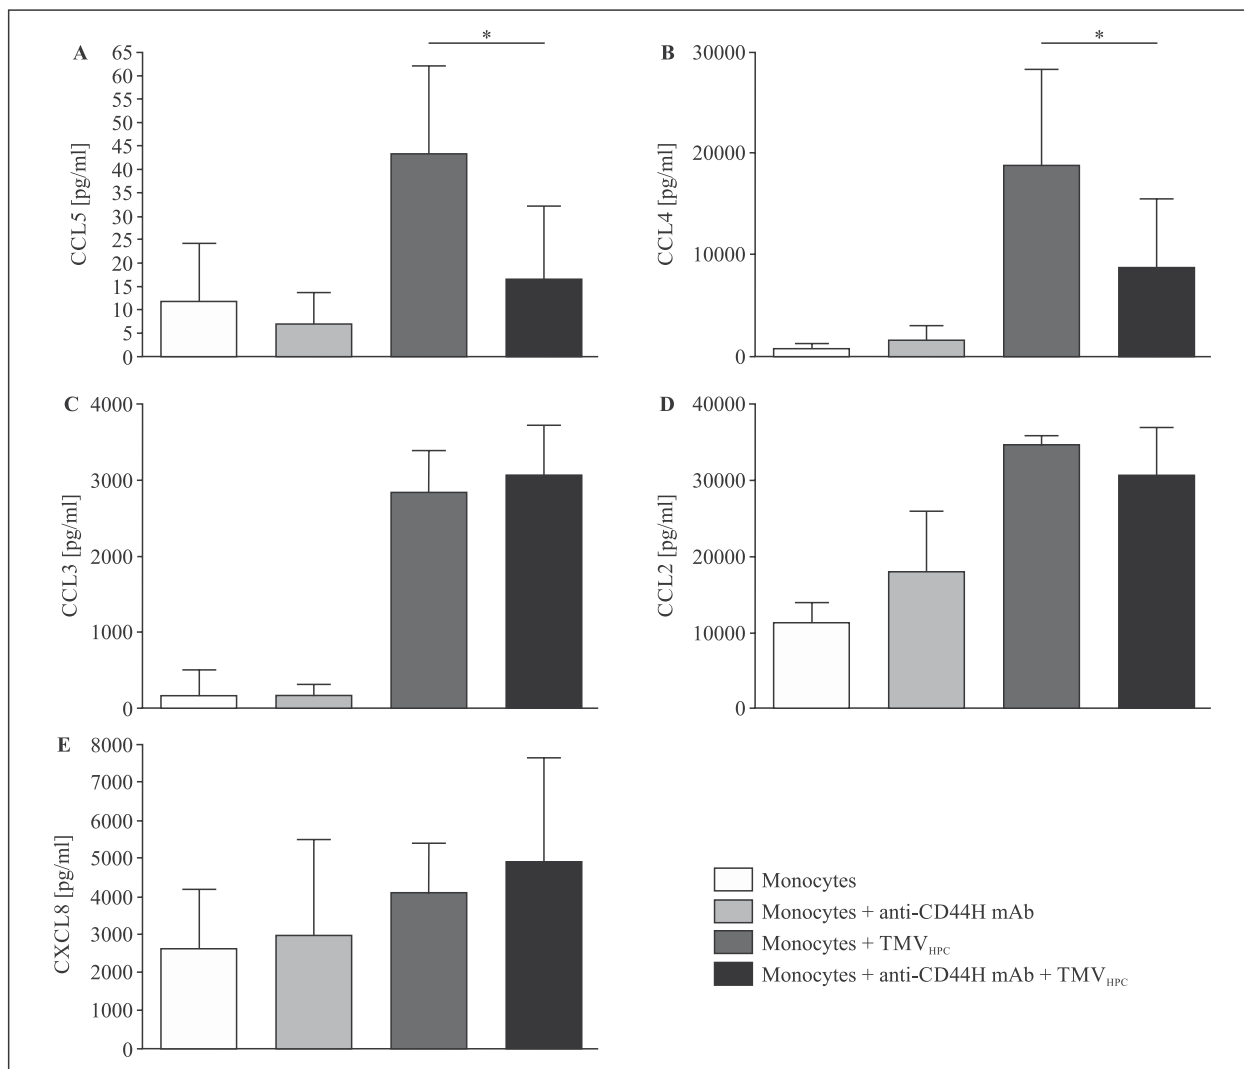 A
CCL5 [pg/ml]
65
60
55
50
45
40
35
30
25
20
15
10
5
0
*
B
CCL4 [pg/ml]
30000
20000
10000
0
*
C
CCL3 [pg/ml]
4000
3000
2000
1000
0
D
CCL2 [pg/ml]
40000
30000
20000
10000
0
E
CXCL8 [pg/ml]
8000
7000
6000
5000
4000
3000
2000
1000
0
Monocytes
Monocytes + anti-CD44H mAb
Monocytes + TMVHPC
Monocytes + anti-CD44H mAb + TMVHPC